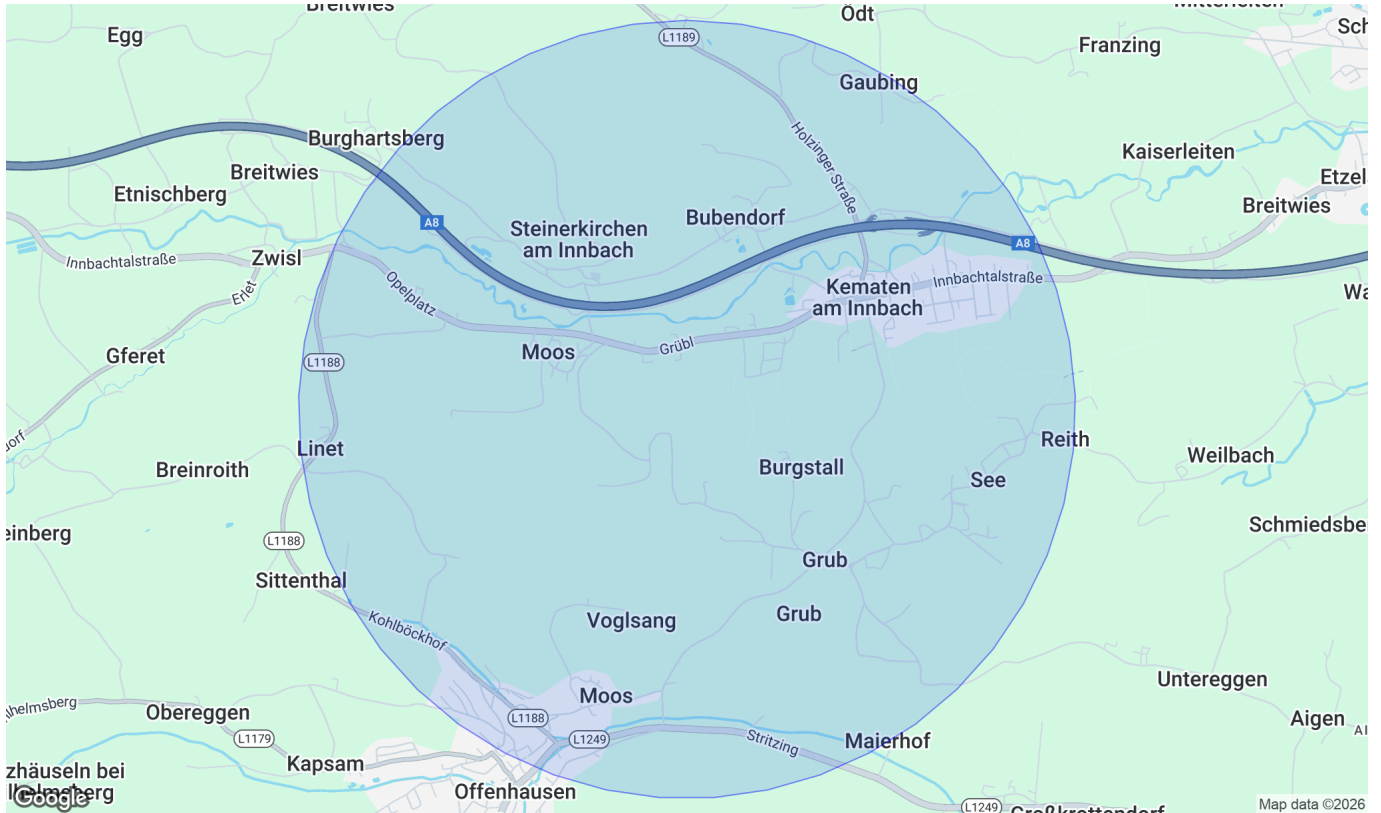 Breitwies
Ödt
Egg
L1189
Franzing
Gaubing
Burghartsberg
Holzinger Straße
Kaiserleiten
Breitwies
Etnischberg
Breitwies
A8
Steinerkirchen
am Innbach
Bubendorf
A8
Innbachtalstraße
Zwisl
Erlet
Opelplatz
Kematen
am Innbach
Innbachtalstraße
Moos
Grübl
Gferet
L1188
Linet
Reith
Breinroith
Burgstall
See
Weilbach
L1188
Sittenthal
Grub
Kohlböckhof
Voglsang
Grub
Untereggen
Obereggen
Moos
L1188
Aigen
L1179
L1249
Stritzing
Maierhof
Kapsam
Offenhausen
Google
L1249
Großkrottendorf
Map data ©2026